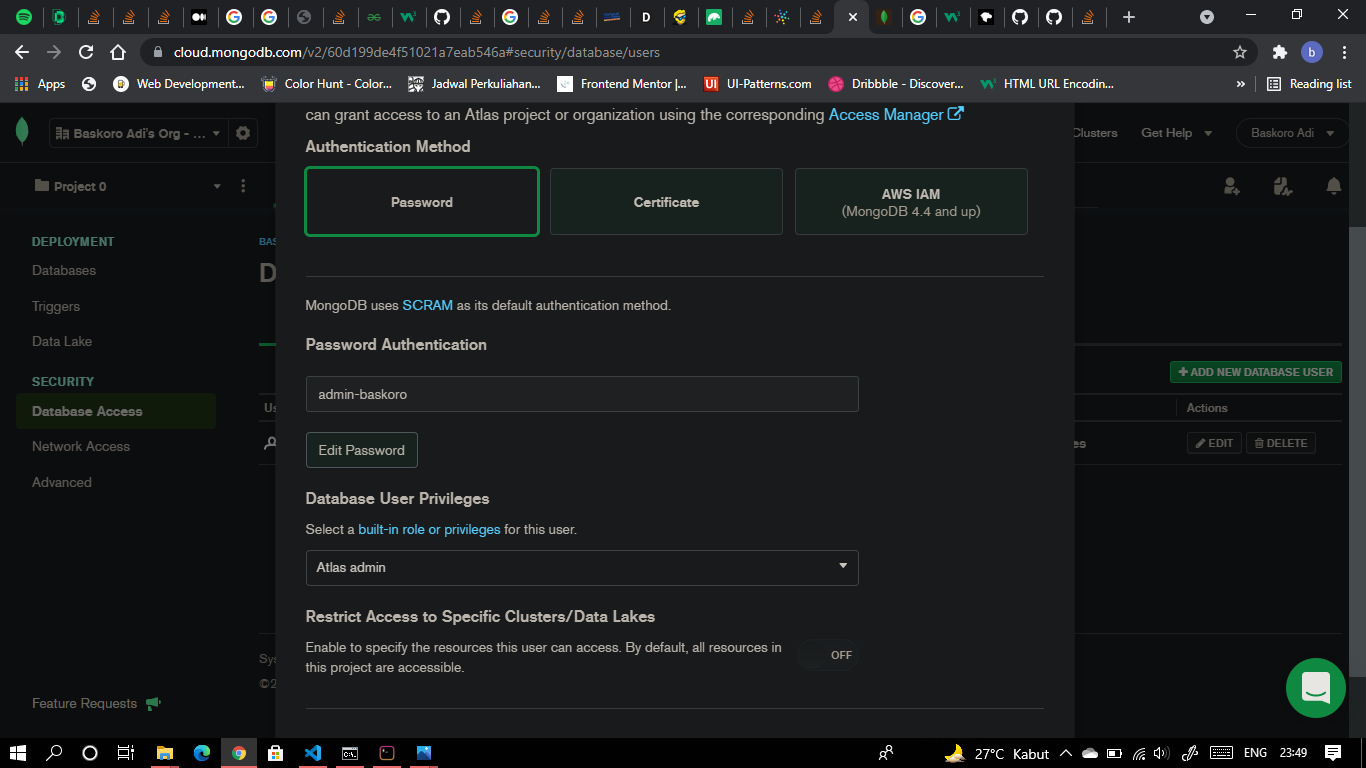 cloud.mongodb.com/v2/60d199de4f51021a7eab546a#security/database/users
b
Apps
Web Development...
Color Hunt - Color...
Jadwal Perkuliahan...
Frontend Mentor |...
UI-Patterns.com
Dribbble - Discover...
HTML URL Encodin...
»
Reading list
can grant access to an Atlas project or organization using the corresponding Access Manager
Baskoro Adi's Org - ...
Clusters
Get Help
Baskoro Adi
Authentication Method
Project 0
Password
Certificate
AWS IAM
(MongoDB 4.4 and up)
DEPLOYMENT
BAS
Databases
D
Triggers
Data Lake
MongoDB uses SCRAM as its default authentication method.
Password Authentication
SECURITY
Database Access
Network Access
Advanced
ADD NEW DATABASE USER
Us
Actions
es
EDIT
DELETE
admin-baskoro
Edit Password
Database User Privileges
Select a built-in role or privileges for this user.
Atlas admin
Restrict Access to Specific Clusters/Data Lakes
Enable to specify the resources this user can access. By default, all resources in
this project are accessible.
OFF
Sys
©2
Feature Requests
27°C Kabut
ENG
23:49